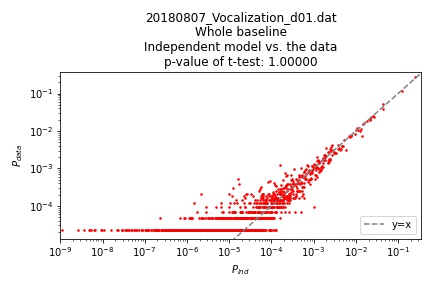 20180807_Vocalization_d01.dat
Whole baseline
Independent model vs. the data
p-value of t-test: 1.00000
P_data
10^-1
10^-2
10^-3
10^-4
y=x
10^-9 10^-8 10^-7 10^-6 10^-5 10^-4 10^-3 10^-2 10^-1
P_ind